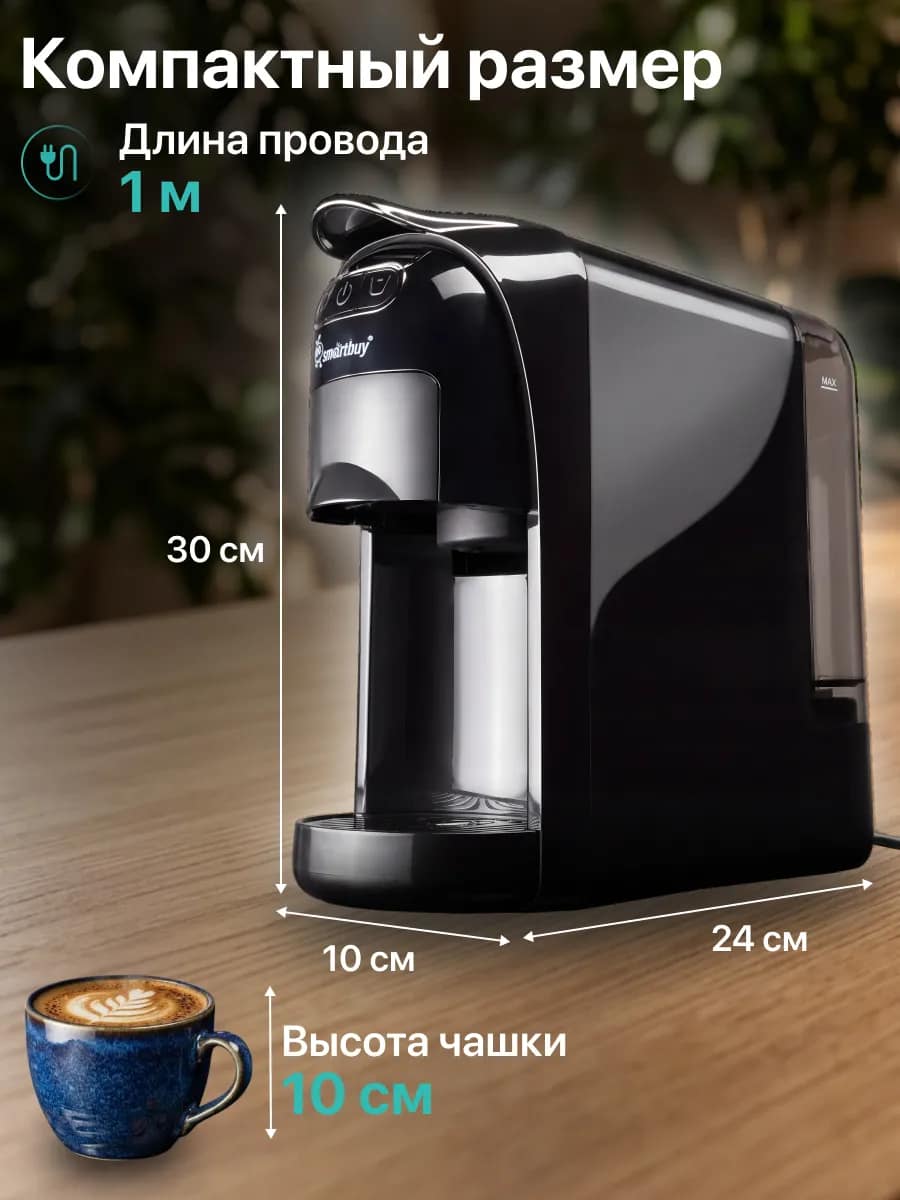 Компактный размер
Длина провода
1 м
smartbuy®
MAX
30 см
10 см
24 см
Высота чашки
10 см